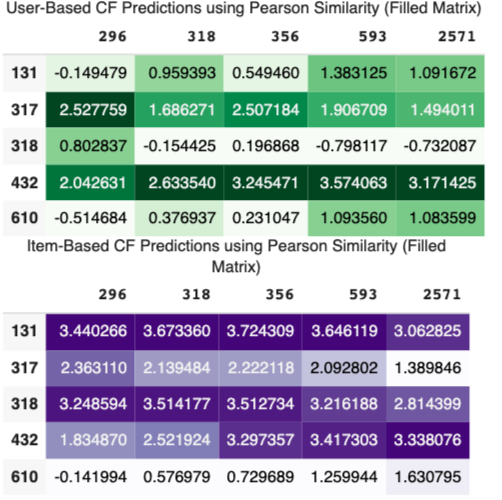 User-Based CF Predictions using Pearson Similarity (Filled Matrix)
296 318 356 593 2571
131 -0.149479 0.959393 0.549460 1.383125 1.091672
317 2.527759 1.686271 2.507184 1.906709 1.494011
318 0.802837 -0.154425 0.196868 -0.798117 -0.732087
432 2.042631 2.633540 3.245471 3.574063 3.171425
610 -0.514684 0.376937 0.231047 1.093560 1.083599
Item-Based CF Predictions using Pearson Similarity (Filled
Matrix)
296 318 356 593 2571
131 3.440266 3.673360 3.724309 3.646119 3.062825
317 2.363110 2.139484 2.222118 2.092802 1.389846
318 3.248594 3.514177 3.512734 3.216188 2.814399
432 1.834870 2.521924 3.297357 3.417303 3.338076
610 -0.141994 0.576979 0.729689 1.259944 1.630795